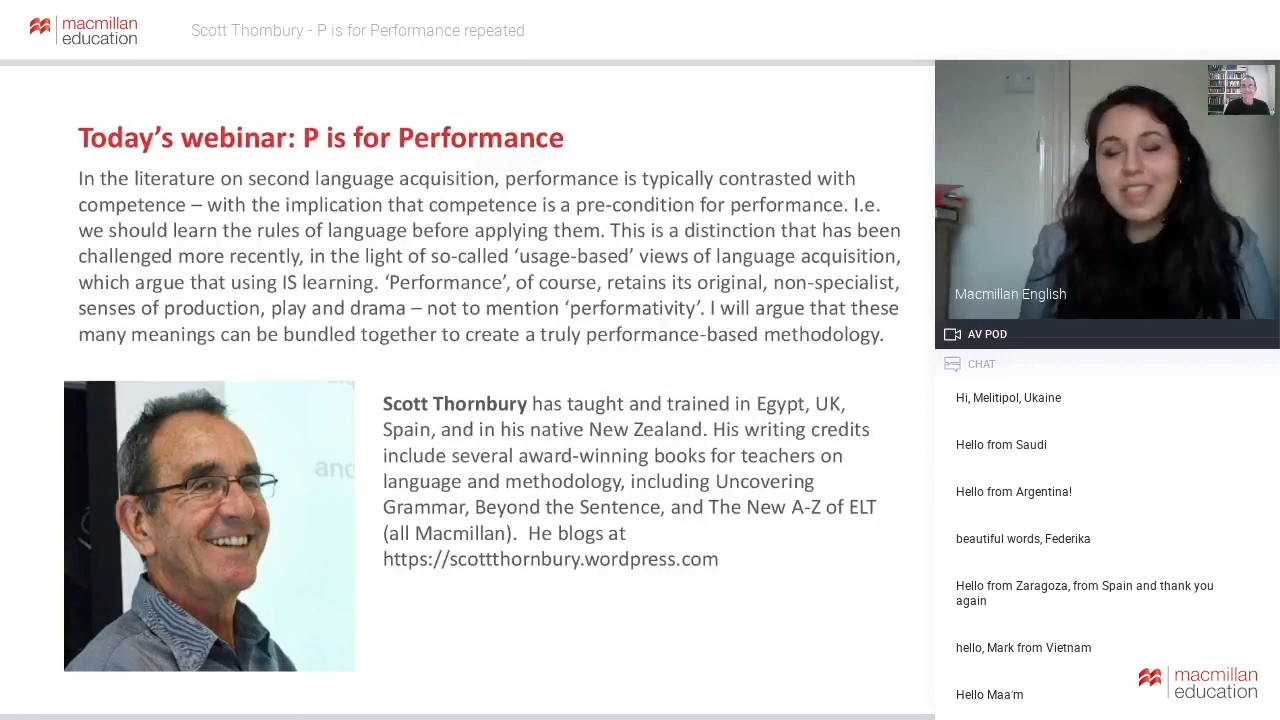 macmillan
education
Scott Thornbury - P is for Performance repeated
Today's webinar: P is for Performance
In the literature on second language acquisition, performance is typically contrasted with
competence – with the implication that competence is a pre-condition for performance. I.e.
we should learn the rules of language before applying them. This is a distinction that has been
challenged more recently, in the light of so-called 'usage-based' views of language acquisition,
which argue that using IS learning. 'Performance', of course, retains its original, non-specialist,
senses of production, play and drama – not to mention 'performativity'. I will argue that these
many meanings can be bundled together to create a truly performance-based methodology.
and
Scott Thornbury has taught and trained in Egypt, UK,
Spain, and in his native New Zealand. His writing credits
include several award-winning books for teachers on
language and methodology, including Uncovering
Grammar, Beyond the Sentence, and The New A-Z of ELT
(all Macmillan). He blogs at
https://scottthornbury.wordpress.com
Macmillan English
AV POD
CHAT
Hi, Melitipol, Ukaine
Hello from Saudi
Hello from Argentina!
beautiful words, Federika
Hello from Zaragoza, from Spain and thank you
again
hello, Mark from Vietnam
Hello Maa'm
macmillan
education